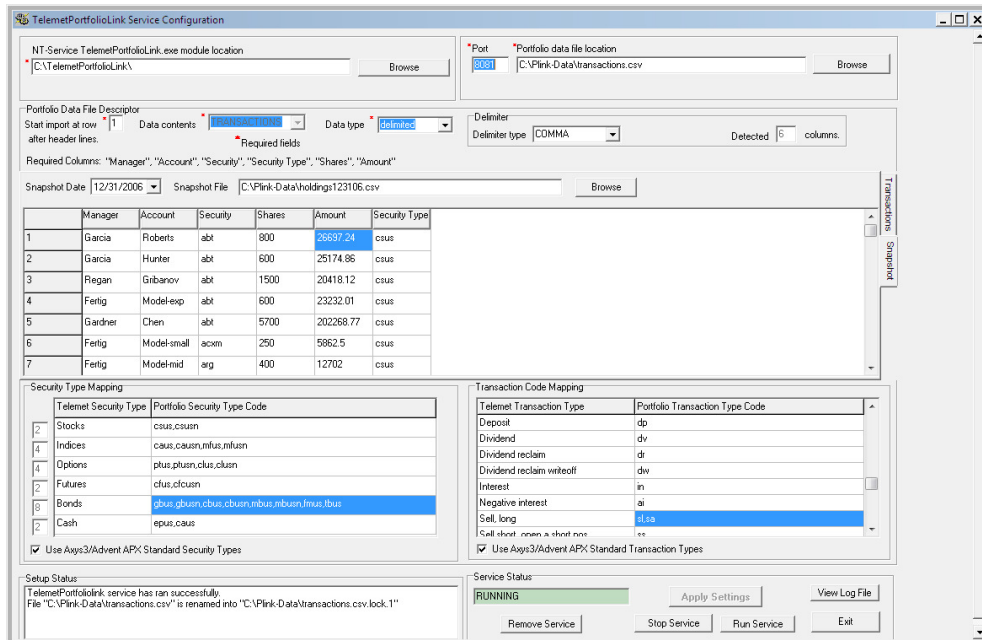 TelemetPortfolioLink Service Configuration
NT-Service TelemetPortfolioLink.exe module location
* C:\TelemetPortfolioLink\ Browse
*Port *Portfolio data file location
8081 C:\Plink-Data\transactions.csv Browse
Portfolio Data File Descriptor
Start import at row * 1 Data contents * TRANSACTIONS Data type * delimited
after header lines. *Required fields
Delimiter
Delimiter type COMMA Detected 6 columns.
Required Columns: "Manager", "Account", "Security", "Security Type", "Shares", "Amount"
Snapshot Date 12/31/2006 Snapshot File C:\Plink-Data\holdings123106.csv Browse
Transactions
Snapshot
Manager Account Security Shares Amount Security Type
1 Garcia Roberts abt 800 26697.24 csus
2 Garcia Hunter abt 600 25174.86 csus
3 Regan Gribanov abt 1500 20418.12 csus
4 Fertig Model-exp abt 600 23232.01 csus
5 Gardner Chen abt 5700 202268.77 csus
6 Fertig Model-small acxm 250 5862.5 csus
7 Fertig Model-mid arg 400 12702 csus
Security Type Mapping
Telemet Security Type Portfolio Security Type Code
2 Stocks csus,csusn
4 Indices caus,causn,mfus,mfusn
4 Options ptus,ptusn,clus,clusn
2 Futures cfus,cfcusn
8 Bonds gbus,gbusn,cbus,cbusn,mbus,mbusn,fmus,tbus
2 Cash epus,caus
Use Axys3/Advent APX Standard Security Types
Transaction Code Mapping
Telemet Transaction Type Portfolio Transaction Type Code
Deposit dp
Dividend dv
Dividend reclaim dr
Dividend reclaim writeoff dw
Interest in
Negative interest ai
Sell, long sl,sa
Sell short, open a short pos ss
Use Axys3/Advent APX Standard Transaction Types
Setup Status
TelemetPortfoliolink service has ran successfully.
File "C:\Plink-Data\transactions.csv" is renamed into "C:\Plink-Data\transactions.csv.lock.1"
Service Status
RUNNING Apply Settings View Log File
Remove Service Stop Service Run Service Exit